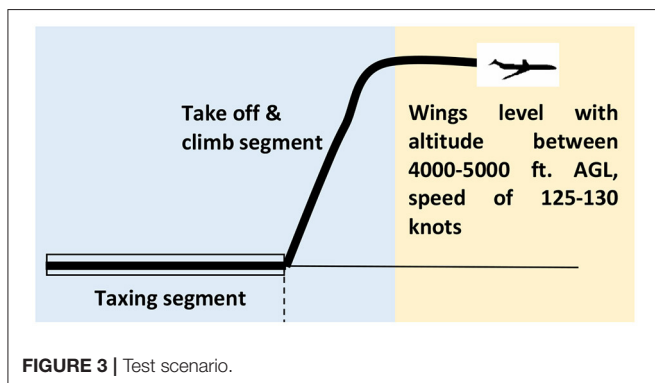 Take off &
climb segment
Wings level with
altitude between
4000-5000 ft. AGL,
speed of 125-130
knots
Taxing segment
FIGURE 3 | Test scenario.